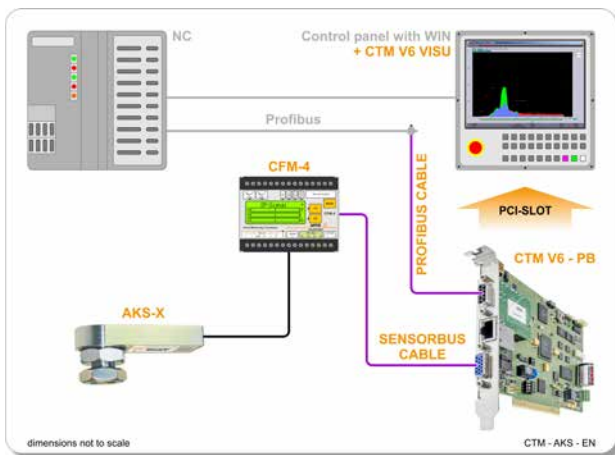 NC
Control panel with WIN
+ CTM V6 VISU
Profibus
CFM-4
PROFIBUS CABLE
PCI-SLOT
CTM V6 - PB
AKS-X
SENSORBUS
CABLE
dimensions not to scale
CTM - AKS - EN